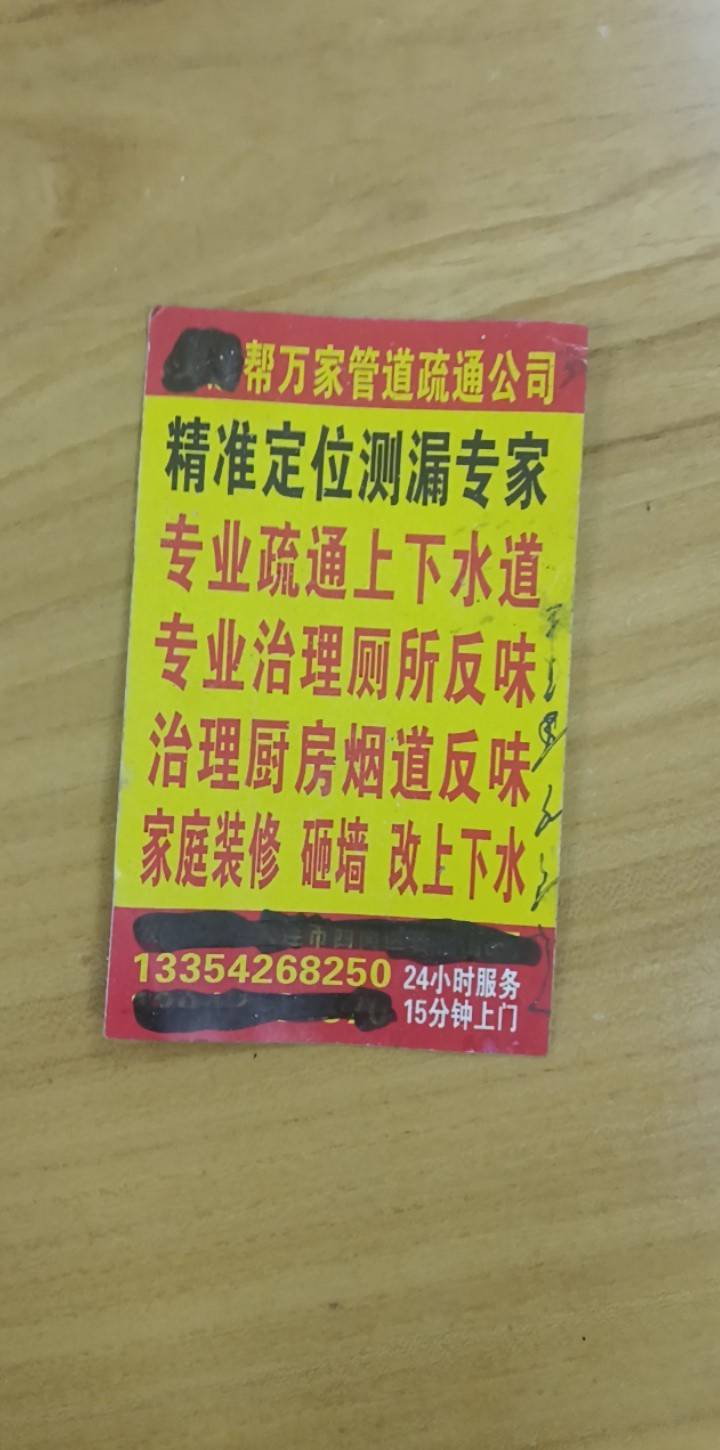 帮万家管道疏通公司
精准定位测漏专家
专业疏通上下水道
专业治理厕所反味
治理厨房烟道反味
家庭装修 砸墙 改上下水
13354268250
24小时服务
15分钟上门